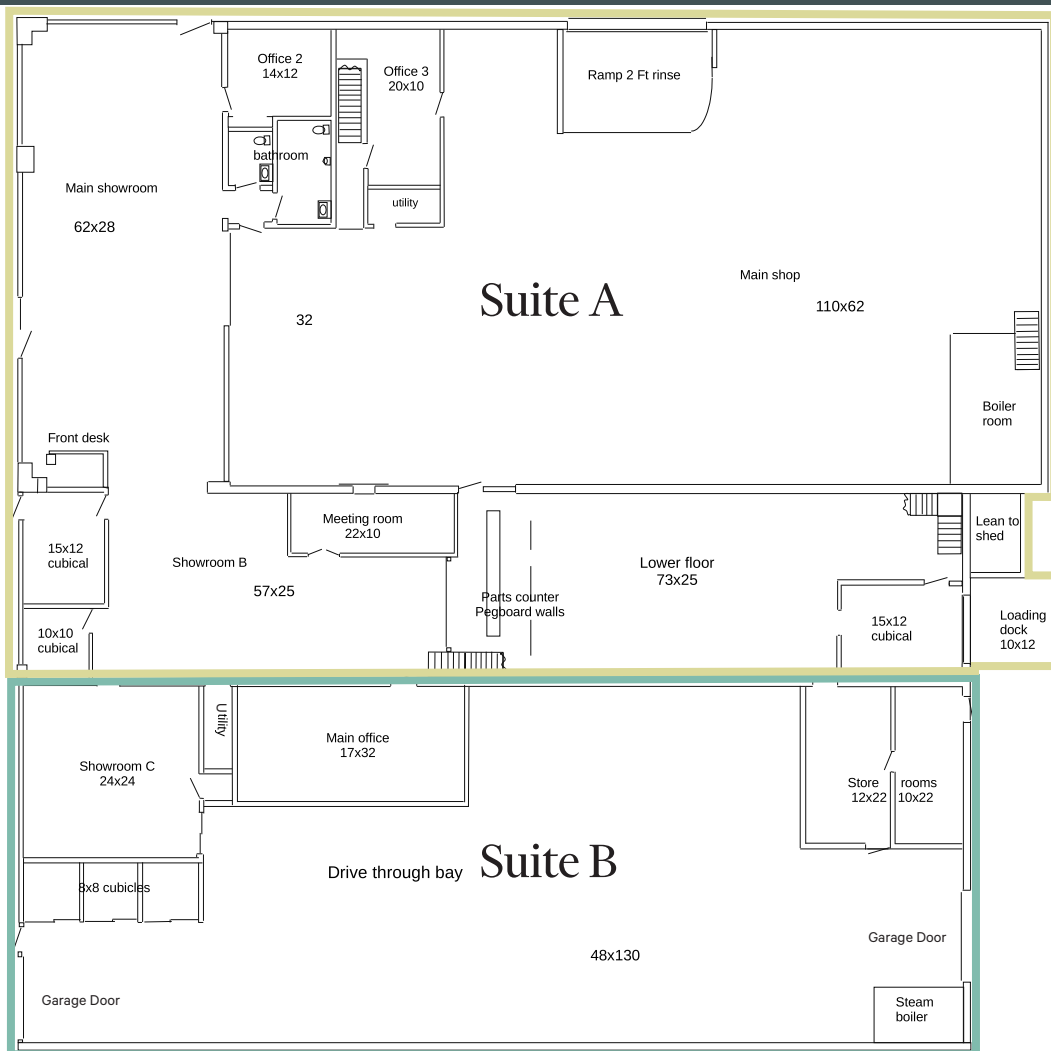 Office 2
14x12
Office 3
20x10
Ramp 2 Ft rinse
bathroom
Main showroom
utility
62x28
Suite A
Main shop
32
110x62
Boiler
room
Front desk
Meeting room
22x10
Lean to
shed
15x12
cubical
Showroom B
57x25
Lower floor
73x25
Parts counter
Pegboard walls
10x10
cubical
15x12
cubical
Loading
dock
10x12
Utility
Main office
17x32
Showroom C
24x24
Store rooms
12x22 10x22
8x8 cubicles
Drive through bay
Suite B
Garage Door
48x130
Garage Door
Steam
boiler